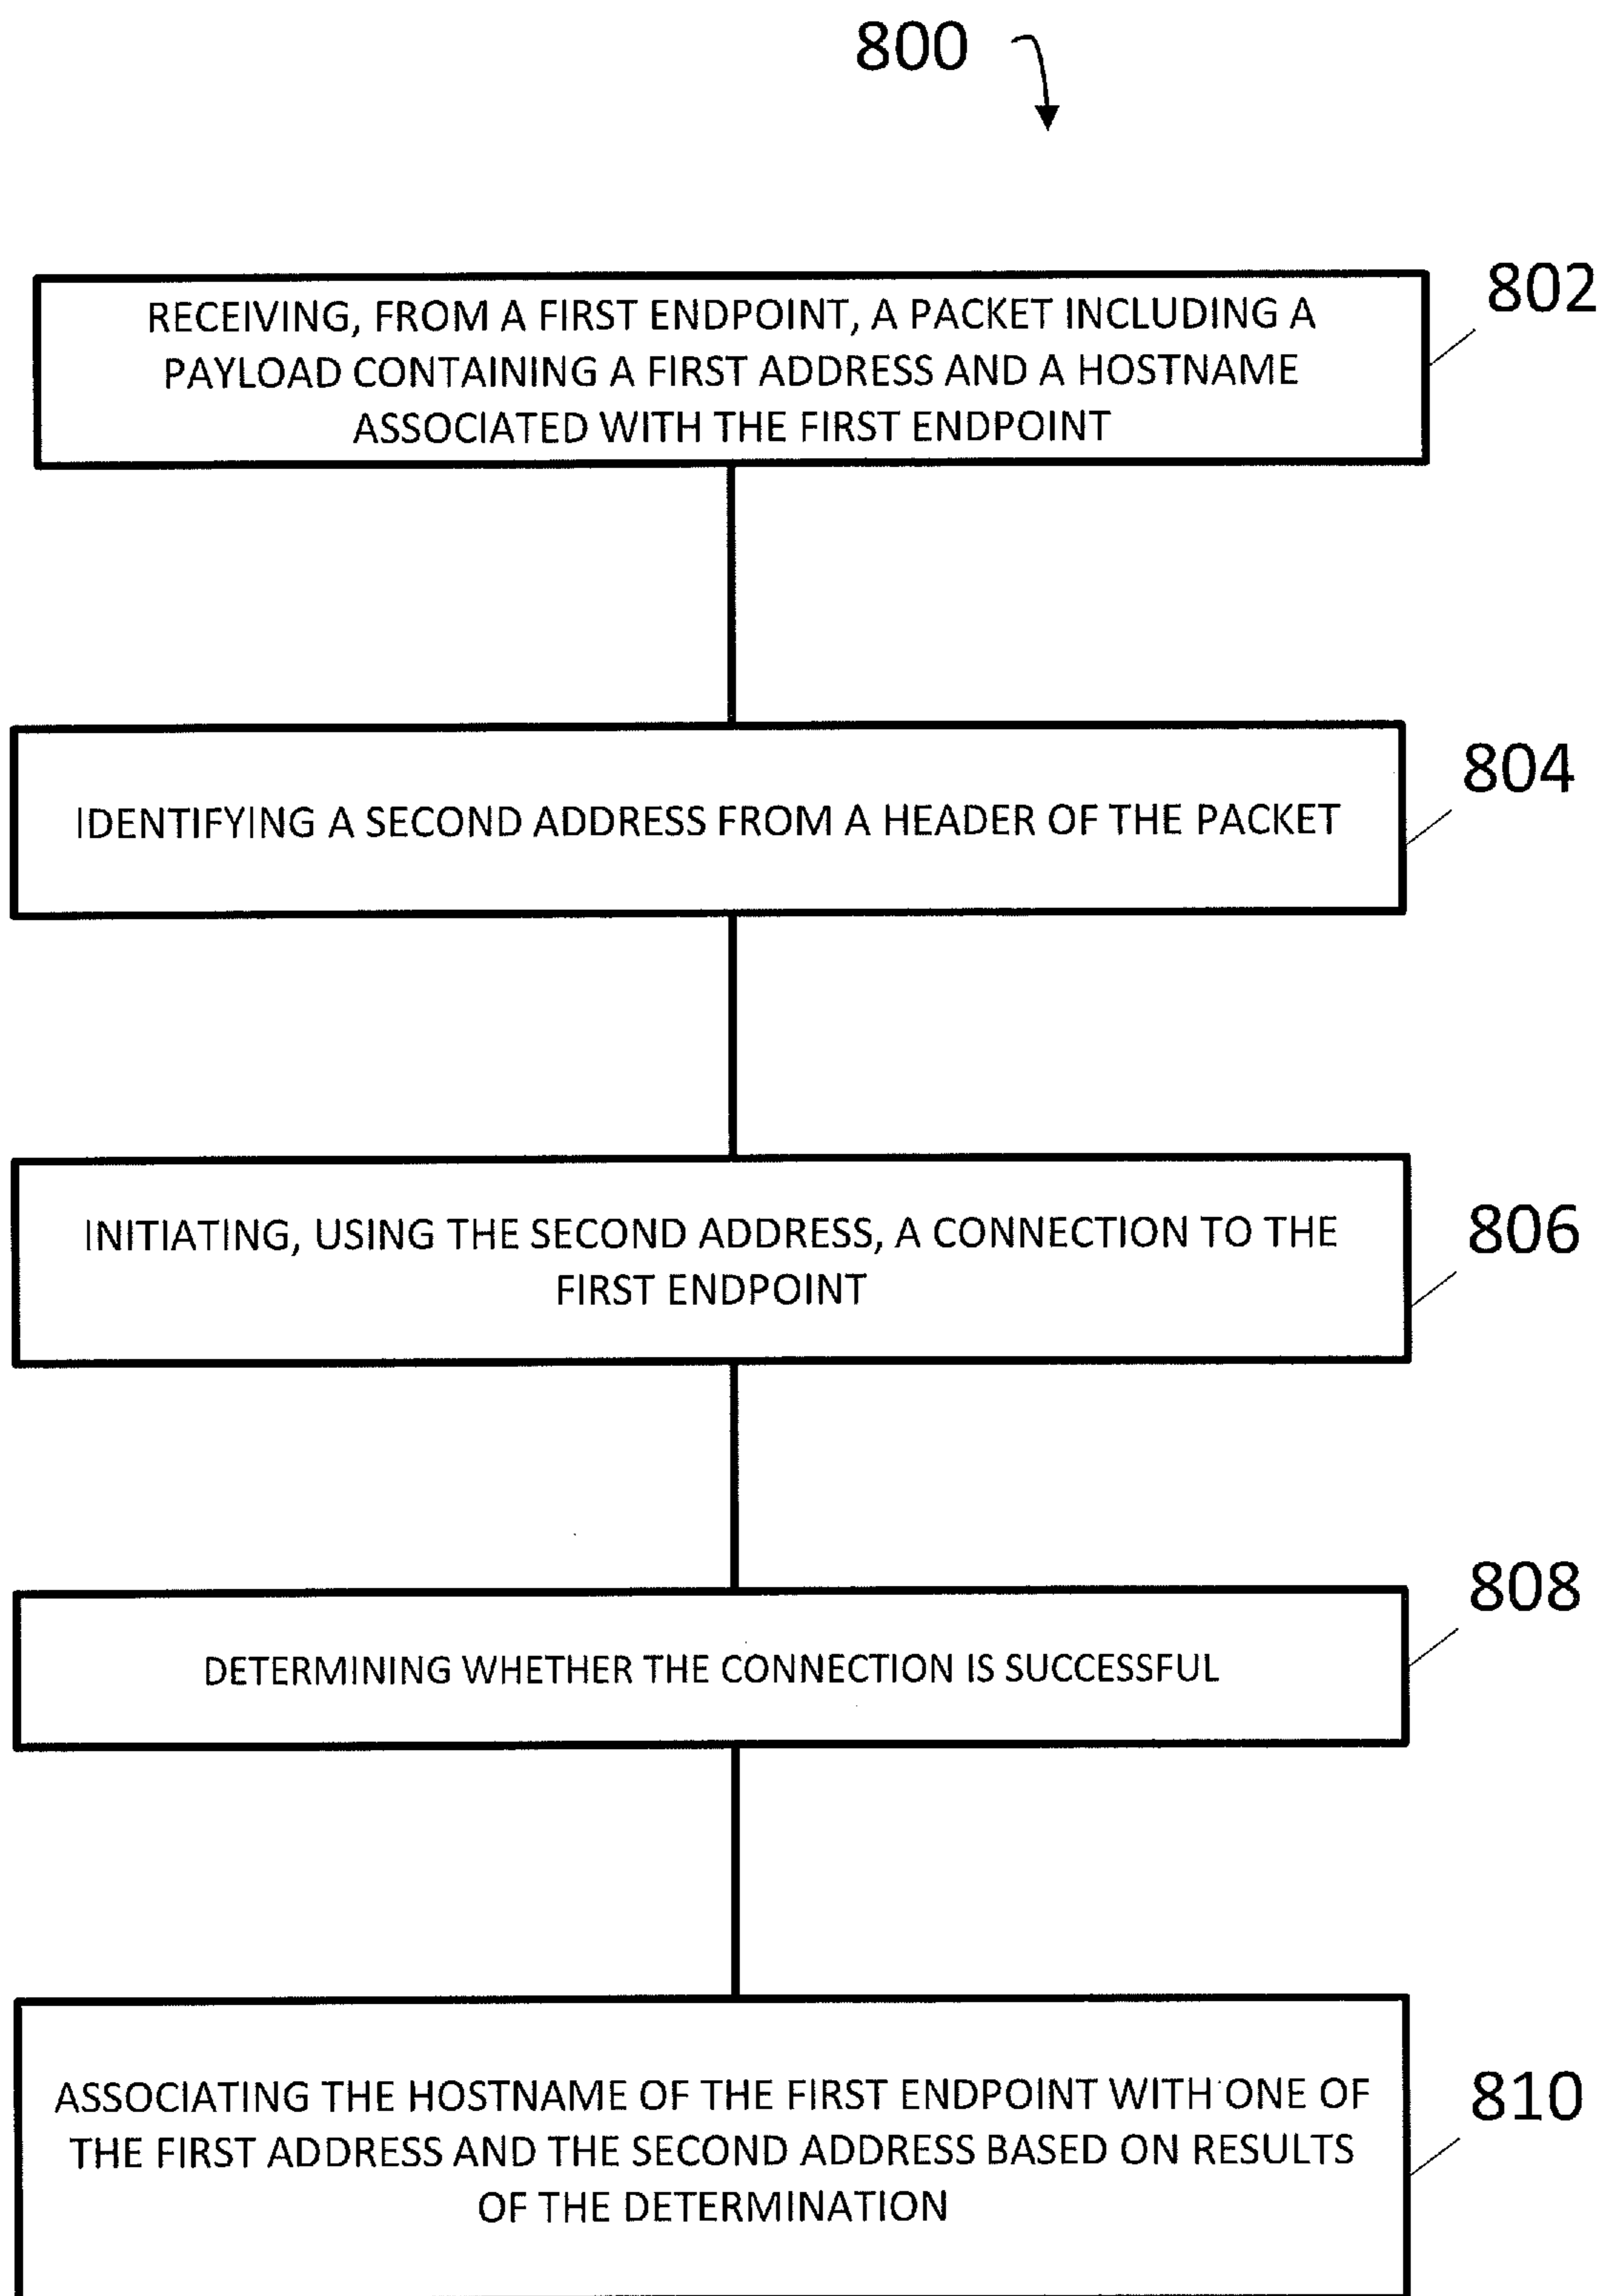 800
802
RECEIVING, FROM A FIRST ENDPOINT, A PACKET INCLUDING A
PAYLOAD CONTAINING A FIRST ADDRESS AND A HOSTNAME
ASSOCIATED WITH THE FIRST ENDPOINT
804
IDENTIFYING A SECOND ADDRESS FROM A HEADER OF THE PACKET
806
INITIATING, USING THE SECOND ADDRESS, A CONNECTION TO THE
FIRST ENDPOINT
808
DETERMINING WHETHER THE CONNECTION IS SUCCESSFUL
810
ASSOCIATING THE HOSTNAME OF THE FIRST ENDPOINT WITH ONE OF
THE FIRST ADDRESS AND THE SECOND ADDRESS BASED ON RESULTS
OF THE DETERMINATION